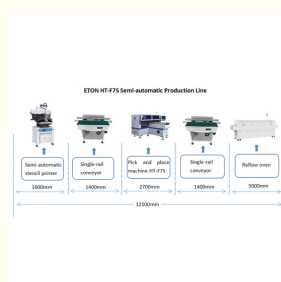 ETON HT-F7S Semi-automatic Production Line
Semi-automatic
stencil printer
Single-rail
conveyor
Pick and place
machine HT-F7S
Single-rail
conveyor
Reflow oven
1600mm
1400mm
2700mm
1400mm
5000mm
12100mm